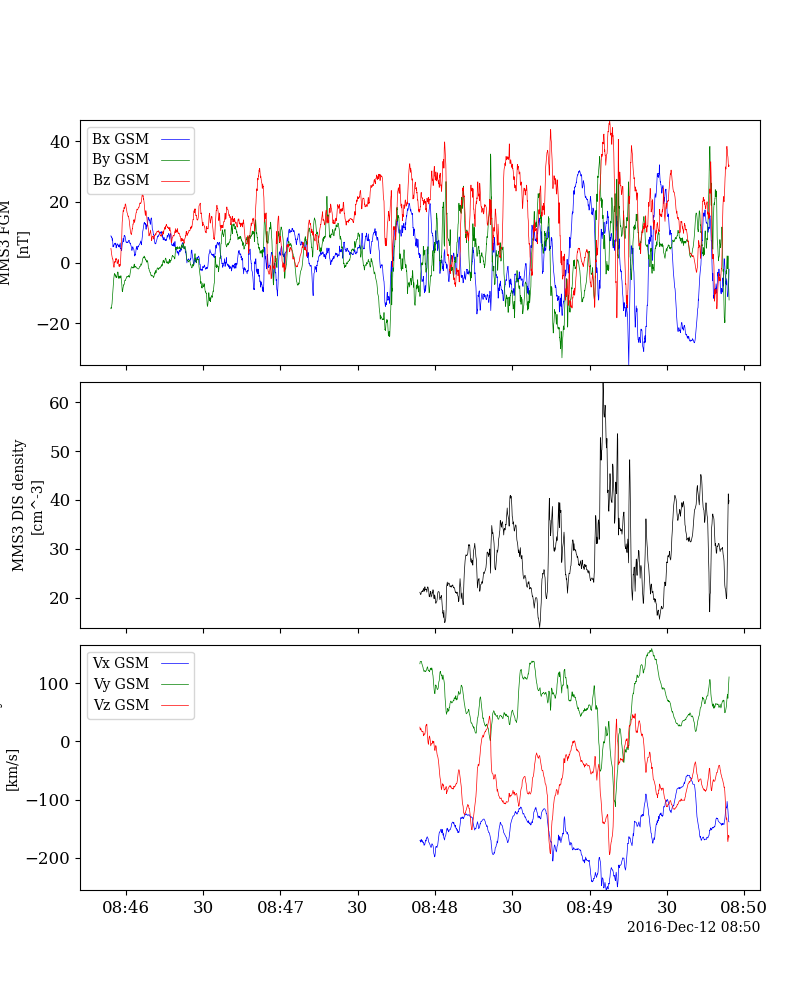 MMS3 FGM
[nT]
40
20
0
−20
Bx GSM
By GSM
Bz GSM
MMS3 DIS density
[cm^-3]
60
50
40
30
20
[km/s]
100
0
−100
−200
Vx GSM
Vy GSM
Vz GSM
08:46 30 08:47 30 08:48 30 08:49 30 08:50
2016-Dec-12 08:50